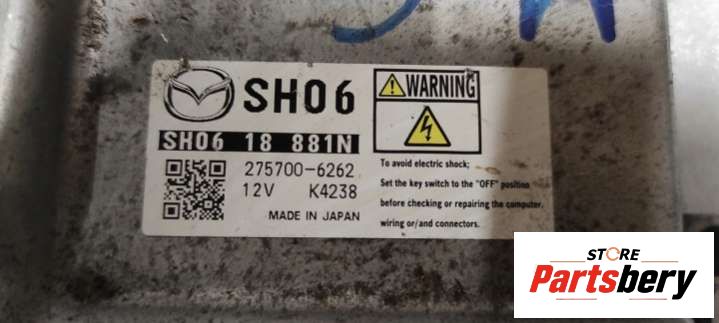 SH06
SH06 18 881N
275700-6262
12V K4238
MADE IN JAPAN
WARNING
To avoid electric shock;
Set the key switch to the "OFF" position
before checking or repairing the computer,
wiring or/and connectors.
STORE
Partsbery